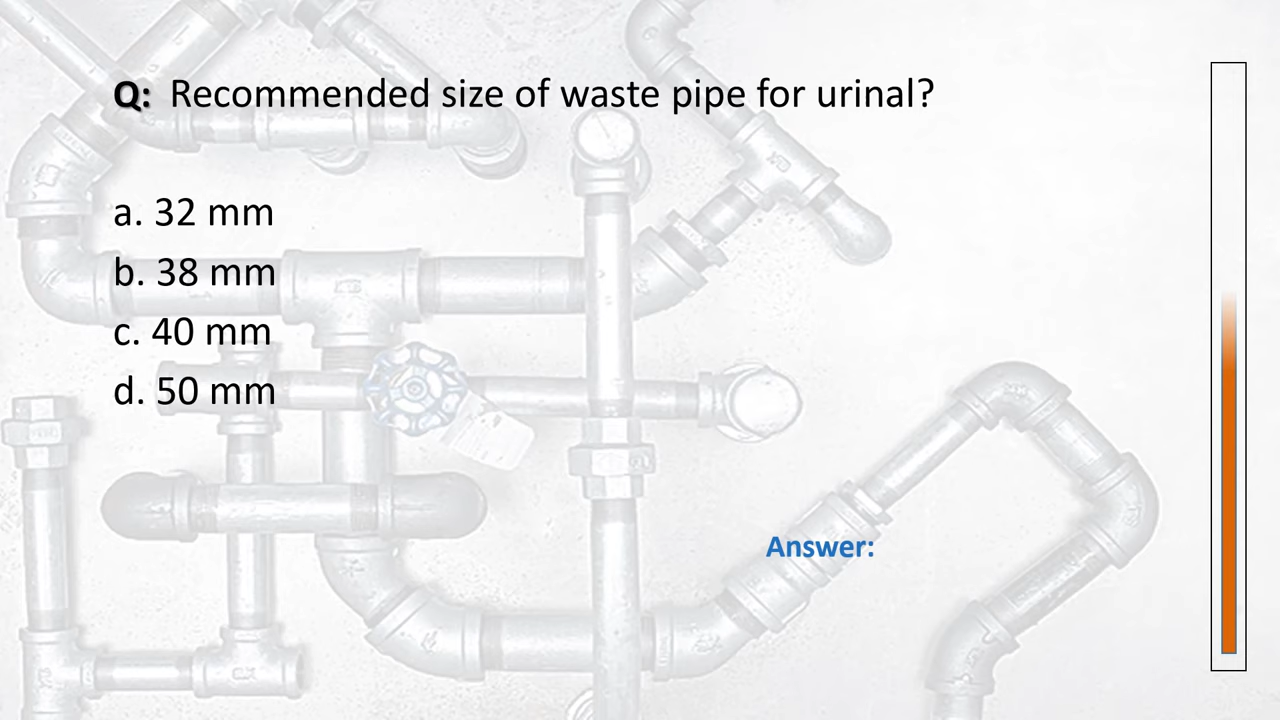 Q: Recommended size of waste pipe for urinal?
a. 32 mm
b. 38 mm
c. 40 mm
d. 50 mm
Answer: